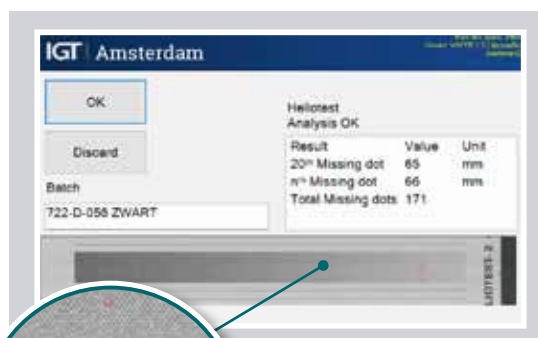 IGT Amsterdam
OK
Discard
Batch
722-D-056 ZWART
Heliotest
Analysis OK
Result Value Unit
20ᵗʰ Missing dot 65 mm
nᵗʰ Missing dot 66 mm
Total Missing dots 171